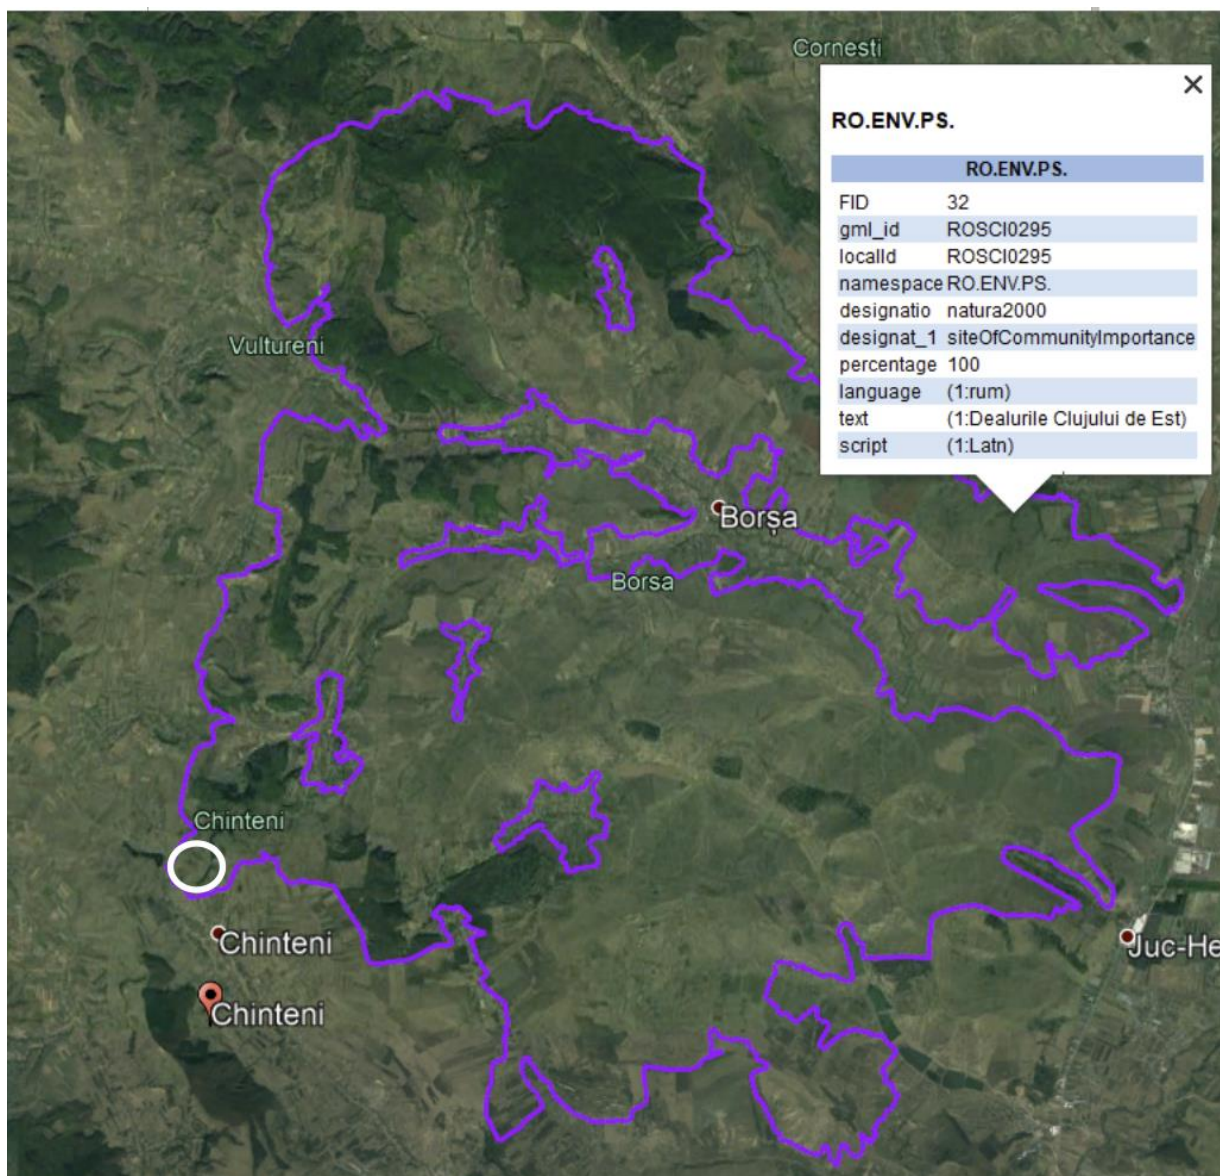 Cornesti
RO.ENV.PS.
RO.ENV.PS.
FID 32
gml_id ROSCI0295
localId ROSCI0295
namespace RO.ENV.PS.
designatio natura2000
designat_1 siteOfCommunityImportance
percentage 100
language (1:rum)
text (1:Dealurile Clujului de Est)
script (1:Latn)
Vultureni
Borșa
Borsa
Chinteni
Chinteni
Juc-He
Chinteni